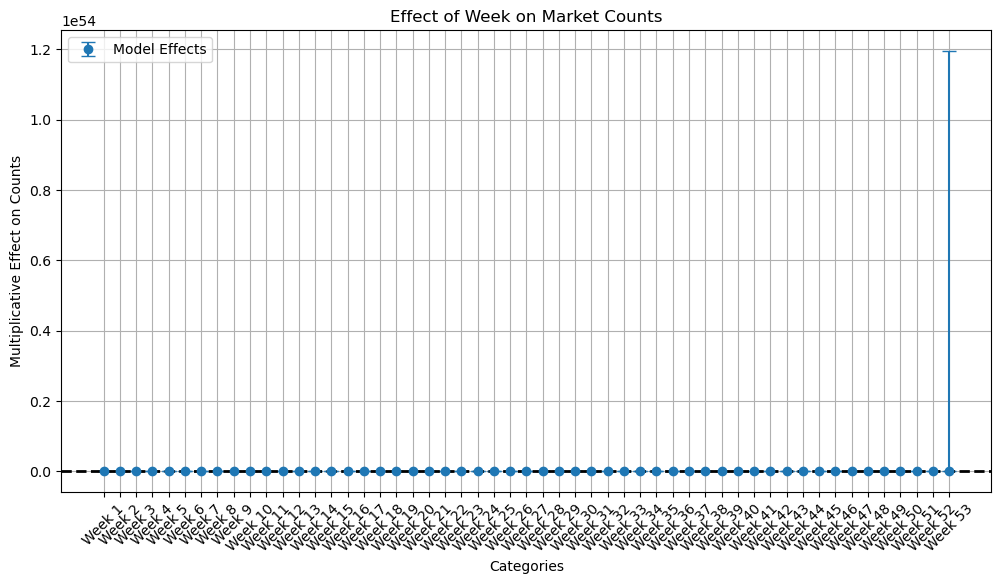 Effect of Week on Market Counts
1e54
Model Effects
1.2
1.0
0.8
0.6
0.4
0.2
0.0
Multiplicative Effect on Counts
Week 1
Week 2
Week 3
Week 4
Week 5
Week 6
Week 7
Week 8
Week 9
Week 10
Week 11
Week 12
Week 13
Week 14
Week 15
Week 16
Week 17
Week 18
Week 19
Week 20
Week 21
Week 22
Week 23
Week 24
Week 25
Week 26
Week 27
Week 28
Week 29
Week 30
Week 31
Week 32
Week 33
Week 34
Week 35
Week 36
Week 37
Week 38
Week 39
Week 40
Week 41
Week 42
Week 43
Week 44
Week 45
Week 46
Week 47
Week 48
Week 49
Week 50
Week 51
Week 52
Week 53
Categories